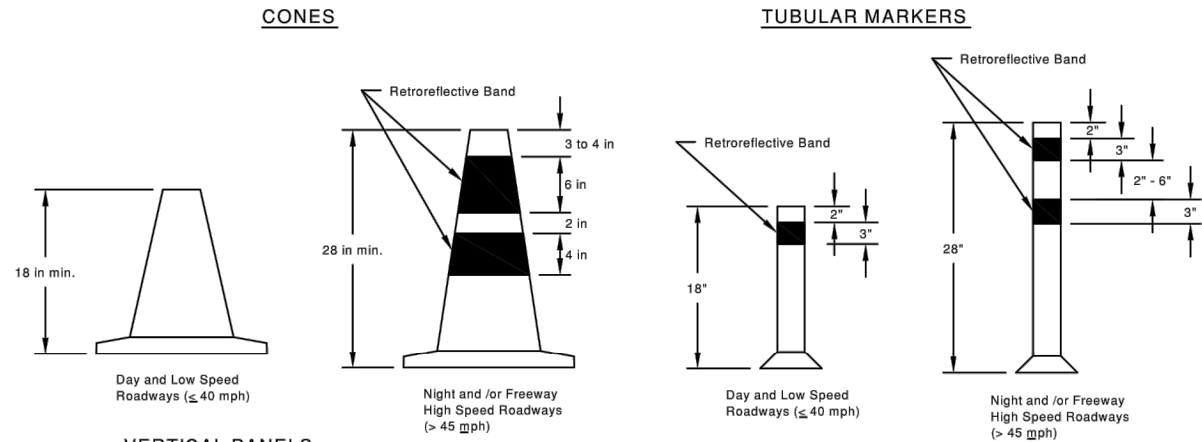 CONES
TUBULAR MARKERS
Retroreflective Band
3 to 4 in
6 in
2 in
4 in
18 in min.
28 in min.
Day and Low Speed
Roadways (≤ 40 mph)
Night and /or Freeway
High Speed Roadways
(> 45 mph)
Retroreflective Band
2"
3"
18"
Day and Low Speed
Roadways (≤ 40 mph)
Retroreflective Band
2"
3"
2" - 6"
3"
28"
Night and /or Freeway
High Speed Roadways
(> 45 mph)
VERTICAL PANELS